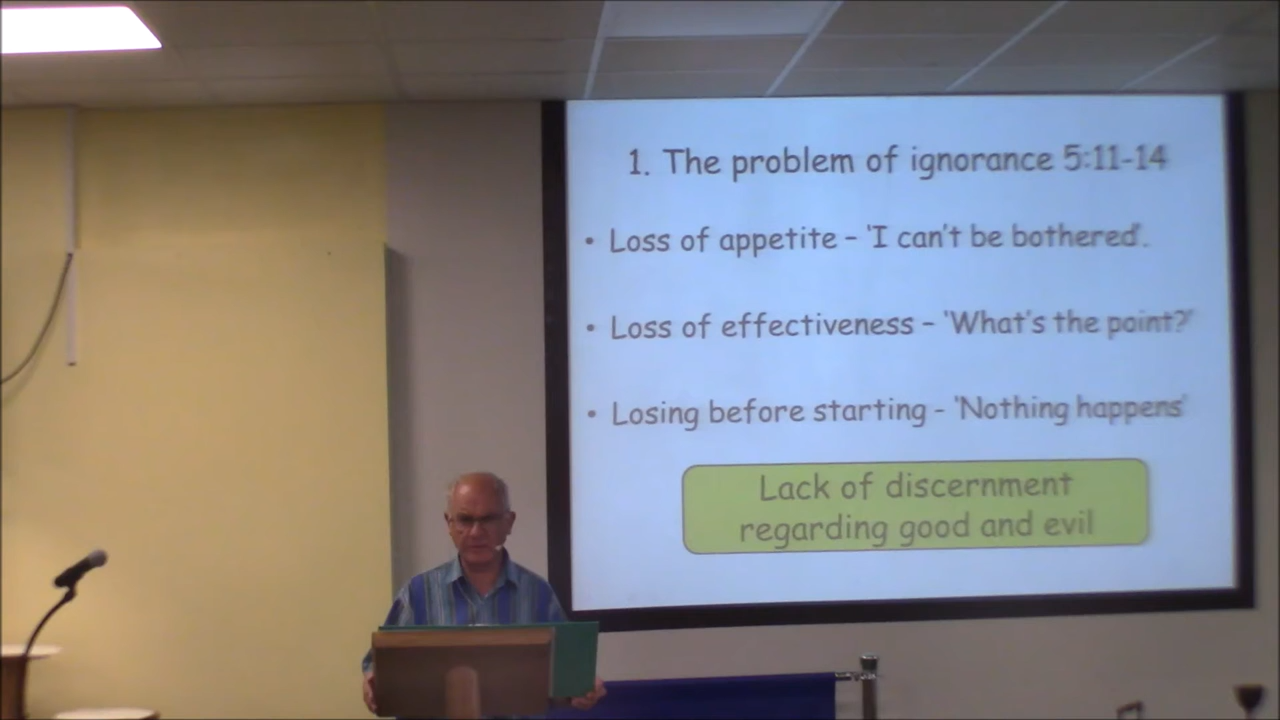 1. The problem of ignorance 5:11-14
• Loss of appetite – 'I can't be bothered'.
• Loss of effectiveness – 'What's the point?'
• Losing before starting - 'Nothing happens'
Lack of discernment
regarding good and evil